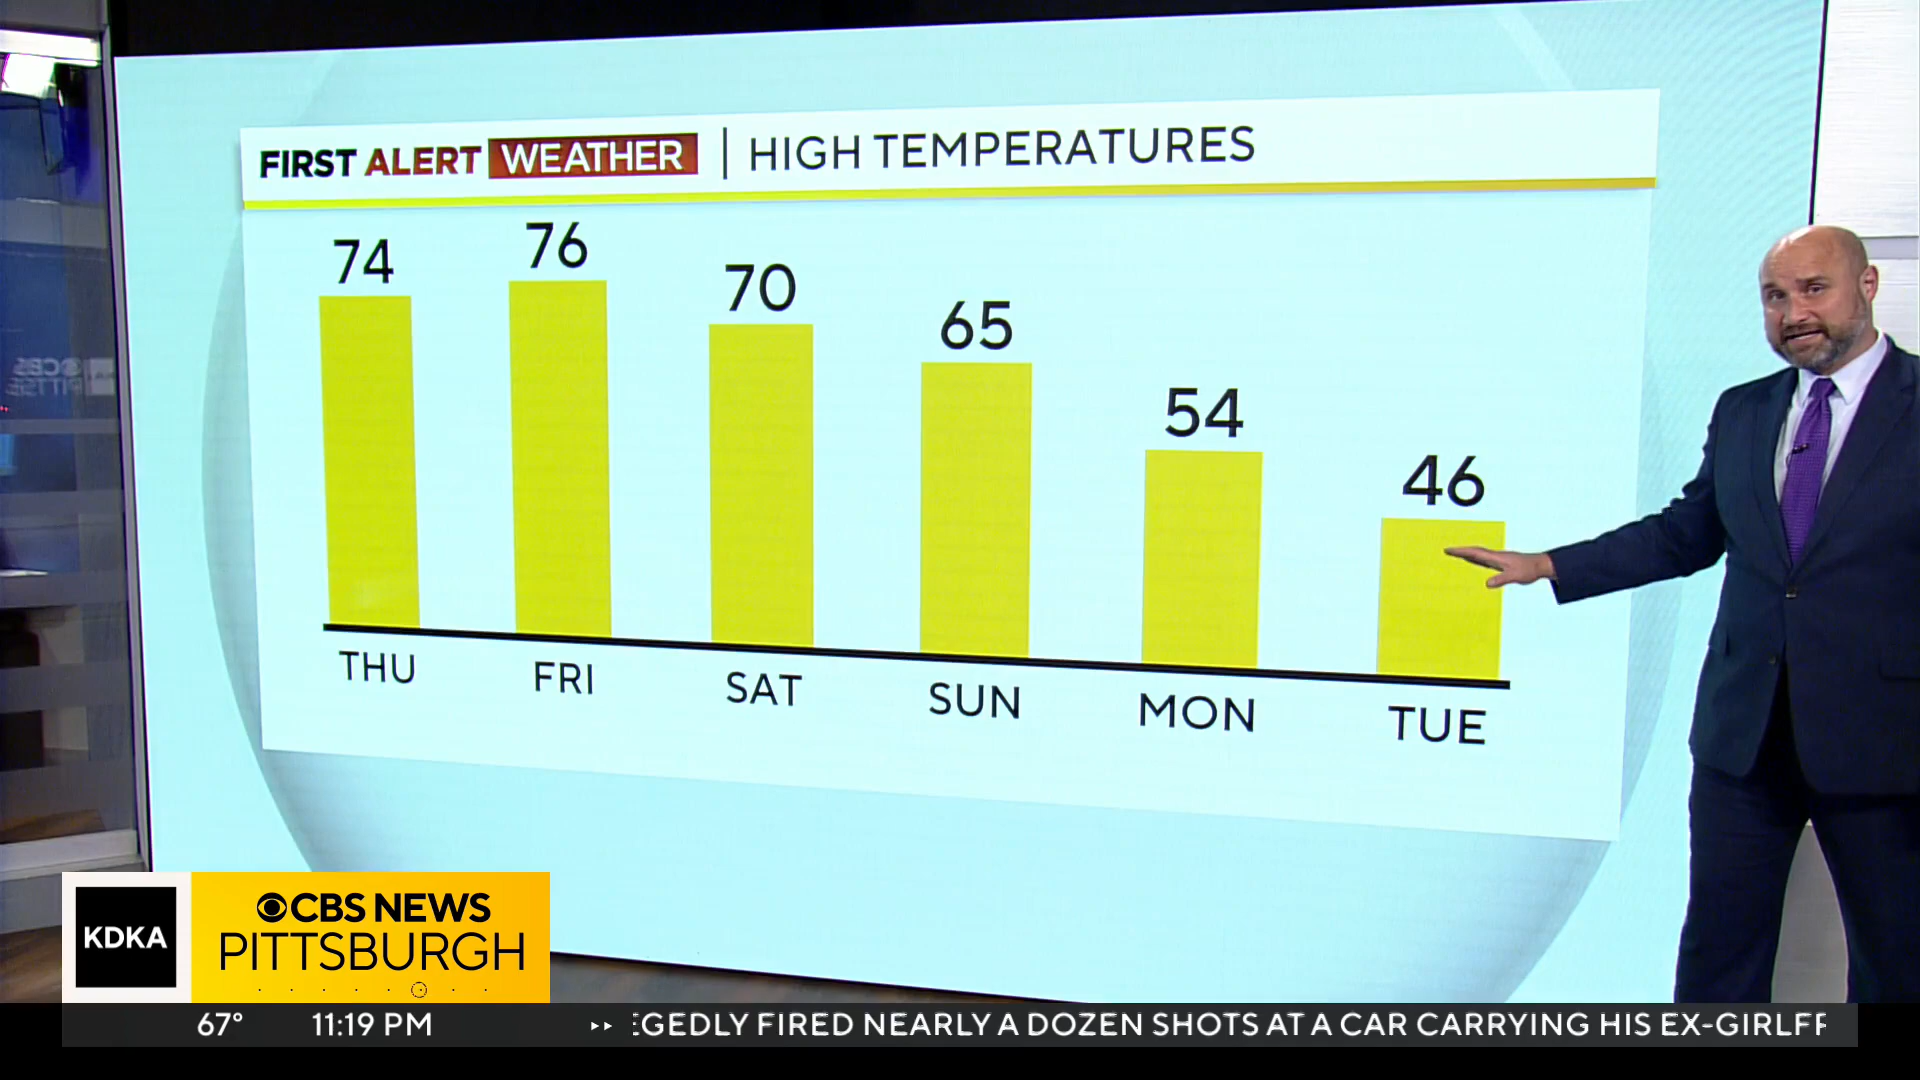 FIRST ALERT WEATHER | HIGH TEMPERATURES
74 76 70 65 54 46
THU FRI SAT SUN MON TUE
KDKA
CBS NEWS
PITTSBURGH
67° 11:19 PM EGEDLY FIRED NEARLY A DOZEN SHOTS AT A CAR CARRYING HIS EX-GIRLF